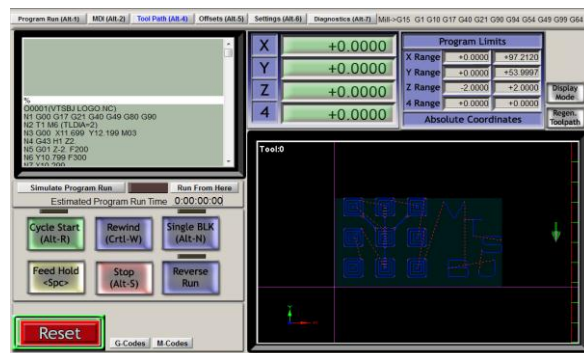 Program Run (Alt-1) MDI (Alt-2) Tool Path (Alt-4) Offsets (Alt-5) Settings (Alt-6) Diagnostics (Alt-7) Mill->G15 G1 G10 G17 G40 G21 G90 G94 G54 G49 G99 G64
%
O0001(VTSBJ LOGO NC)
N1 G00 G17 G21 G40 G49 G80 G90
N2 T1 M6 (TLDIA=2)
N3 G00 X11.699 Y12.199 M03
N4 G43 H1 Z2.
N5 G01 Z-2. F200
N6 Y10.799 F300
N7 Y10.299
X +0.0000
Y +0.0000
Z +0.0000
4 +0.0000
Program Limits
X Range +0.0000 +97.2120
Y Range +0.0000 +53.9997
Z Range -2.0000 +2.0000
4 Range +0.0000 +0.0000
Absolute Coordinates
Display
Mode
Regen.
Toolpath
Simulate Program Run Run From Here
Estimated Program Run Time 0:00:00:00
Cycle Start
(Alt-R)
Rewind
(Crtl-W)
Single BLK
(Alt-N)
Feed Hold
<Spc>
Stop
(Alt-S)
Reverse
Run
Reset
G-Codes M-Codes
Tool:0